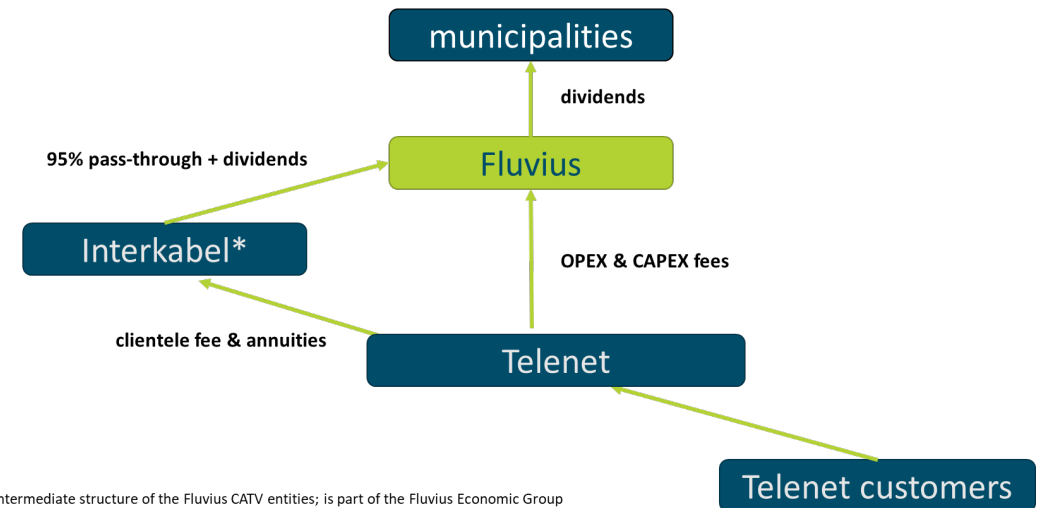 municipalities
dividends
95% pass-through + dividends
Fluvius
Interkabel*
OPEX & CAPEX fees
clientele fee & annuities
Telenet
Telenet customers
structure of the Fluvius CATV entities; is part of the Fluvius Economic Group